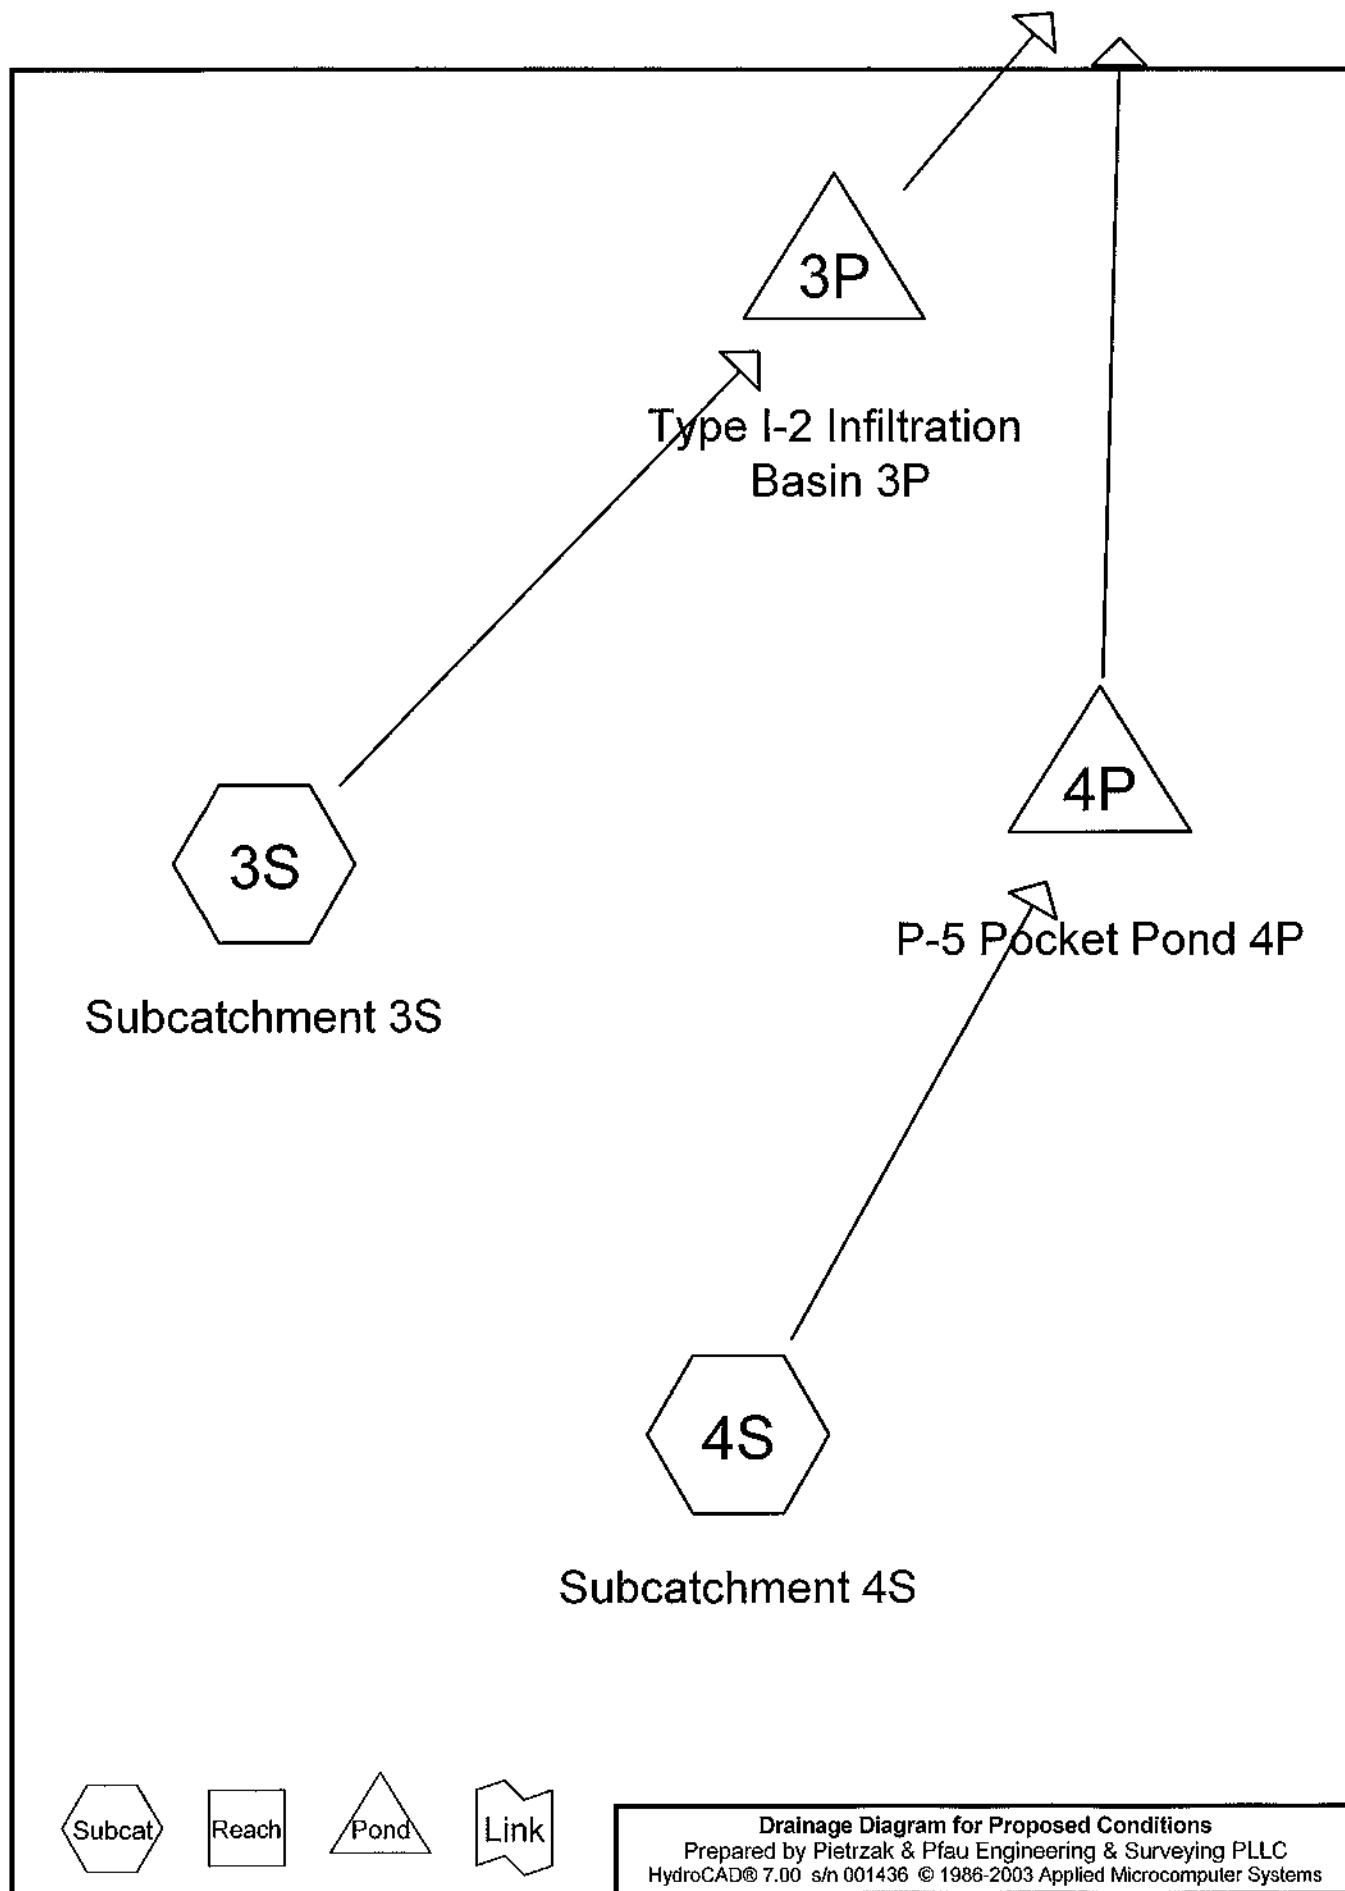 3P
Type I-2 Infiltration
Basin 3P
4P
3S
P-5 Pocket Pond 4P
Subcatchment 3S
4S
Subcatchment 4S
Subcat
Reach
Pond
Link
Drainage Diagram for Proposed Conditions
Prepared by Pietrzak & Pfau Engineering & Surveying PLLC
HydroCAD® 7.00 s/n 001436 © 1986-2003 Applied Microcomputer Systems